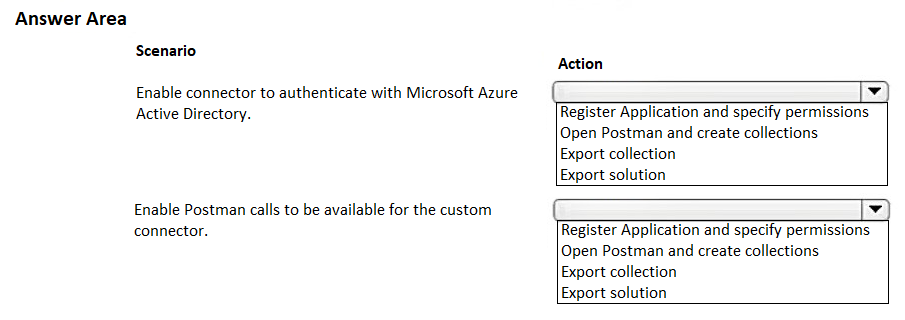 Answer Area
Scenario
Action
Enable connector to authenticate with Microsoft Azure
Active Directory.
Register Application and specify permissions
Open Postman and create collections
Export collection
Export solution
Enable Postman calls to be available for the custom
connector.
Register Application and specify permissions
Open Postman and create collections
Export collection
Export solution